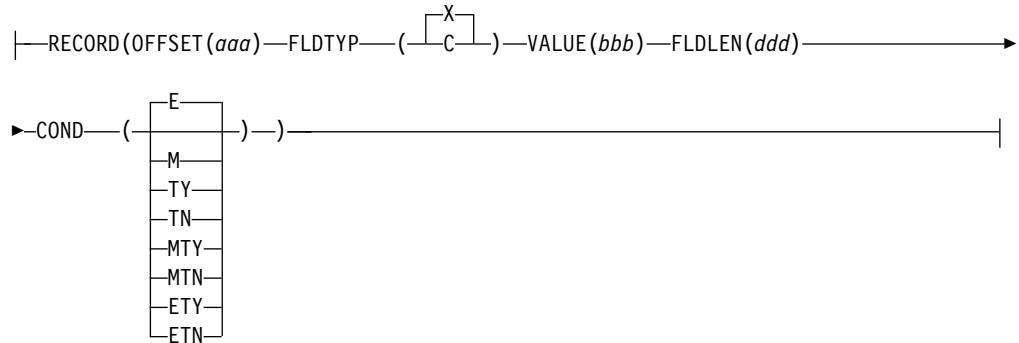 X
RECORD(OFFSET(aaa) FLDTYP ( C ) VALUE(bbb) FLDLEN(ddd)
E
COND ( ) )
M
TY
TN
MTY
MTN
ETY
ETN